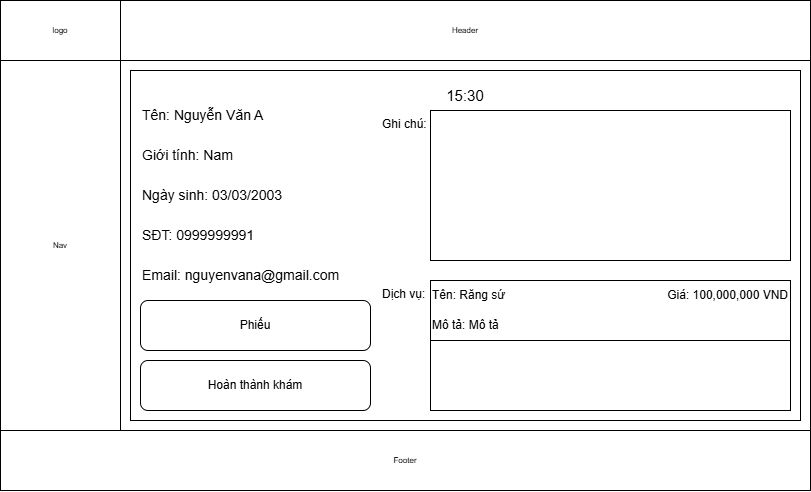 logo
Header
Nav
Tên: Nguyễn Văn A
Giới tính: Nam
Ngày sinh: 03/03/2003
SĐT: 0999999991
Email: nguyenvana@gmail.com
Phiếu
Hoàn thành khám
15:30
Ghi chú:
Dịch vụ:
Tên: Răng sứ
Giá: 100,000,000 VND
Mô tả: Mô tả
Footer